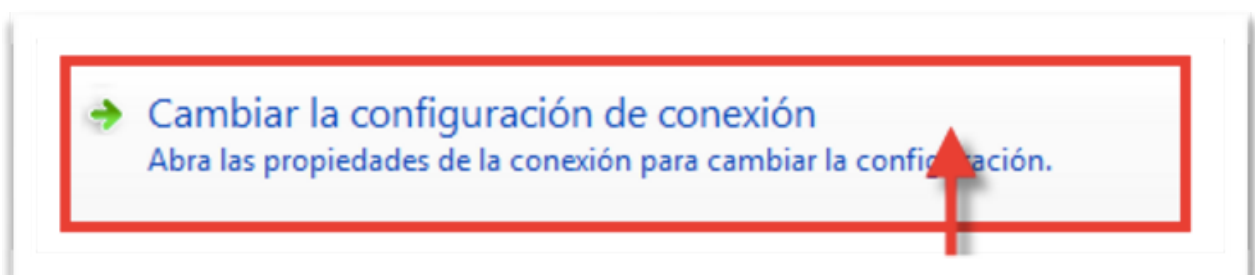 Cambiar la configuración de conexión
Abra las propiedades de la conexión para cambiar la configuración.